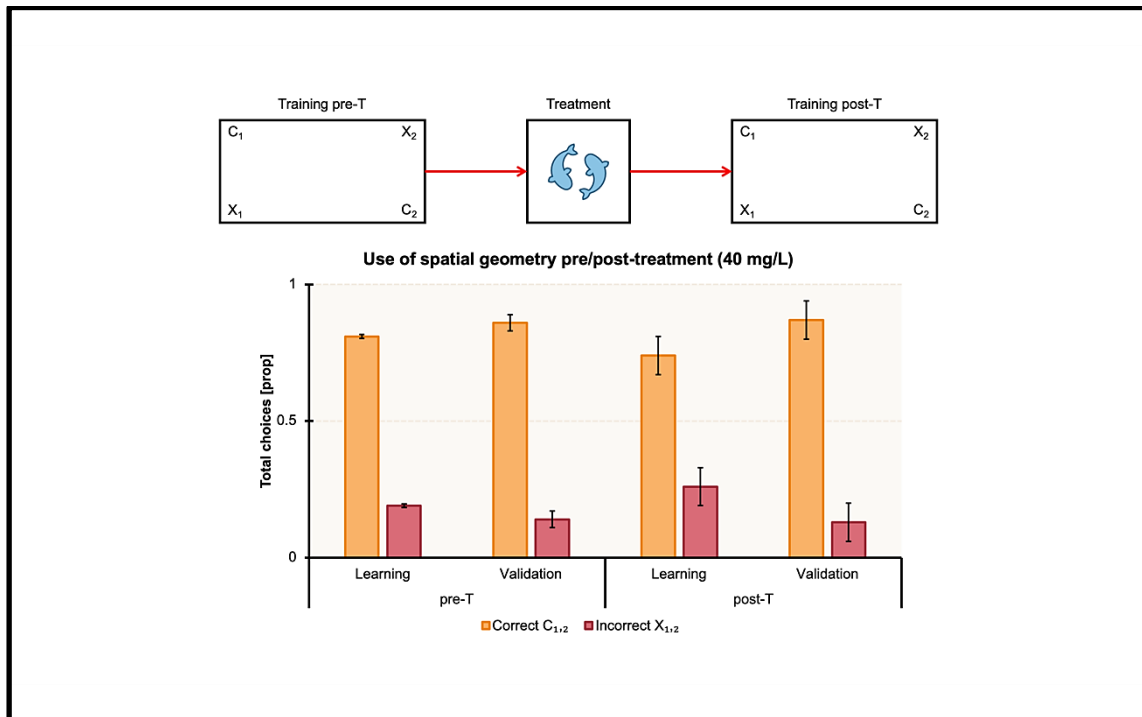 Training pre-T Treatment Training post-T
C₁ X₂ C₁ X₂
X₁ C₂ X₁ C₂
Use of spatial geometry pre/post-treatment (40 mg/L)
Total choices [prop]
1
0.5
0
Learning Validation Learning Validation
pre-T post-T
Correct C₁,₂ Incorrect X₁,₂